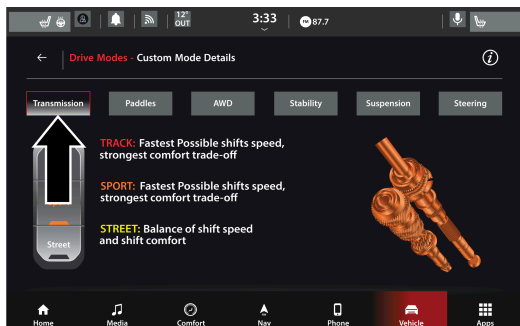 12°
OUT
3:33
FM 87.7
Drive Modes - Custom Mode Details
Transmission
Paddles
AWD
Stability
Suspension
Steering
TRACK: Fastest Possible shifts speed,
strongest comfort trade-off
SPORT: Fastest Possible shifts speed,
strongest comfort trade-off
STREET: Balance of shift speed
and shift comfort
Street
Home
Media
Comfort
Nav
Phone
Vehicle
Apps